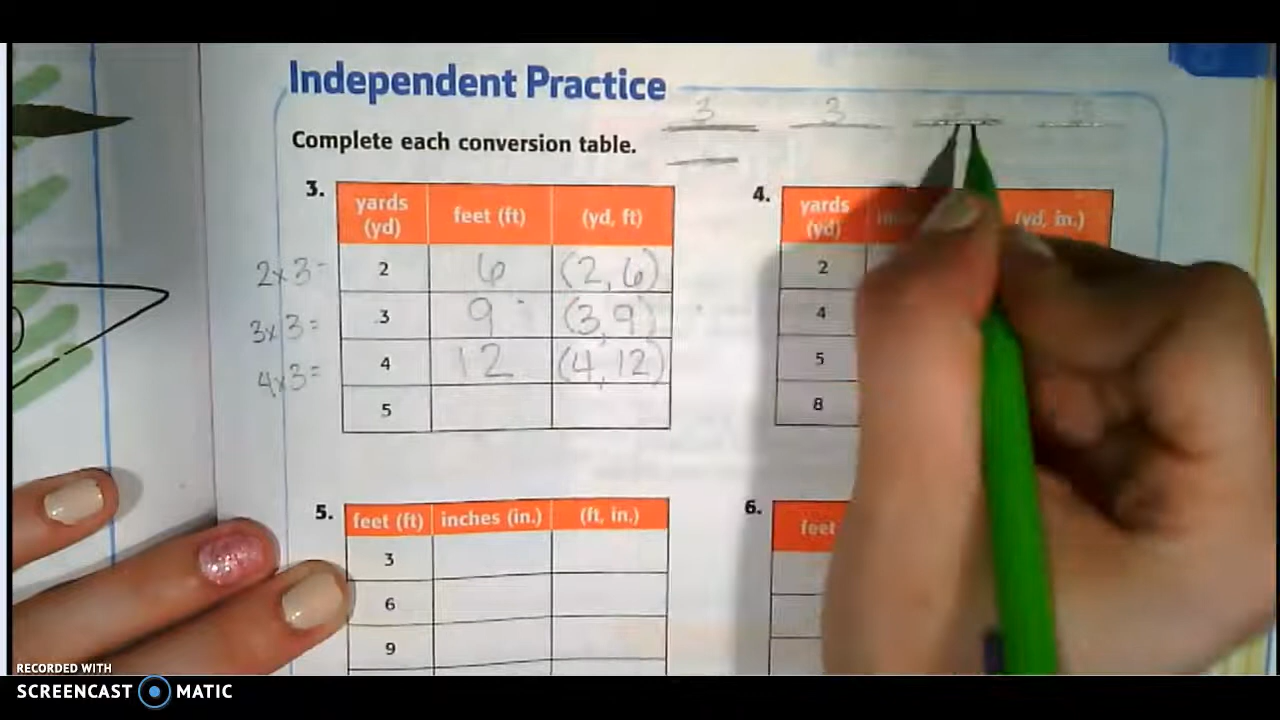 Independent Practice
3 3
Complete each conversion table.
3.
yards (yd) feet (ft) (yd, ft)
2x3= 2 6 (2, 6)
3x3= 3 9 (3, 9)
4x3= 4 12 (4, 12)
5
4.
yards (yd) (yd, in.)
2
4
5
8
5.
feet (ft) inches (in.) (ft, in.)
3
6
9
6.
feet
RECORDED WITH
SCREENCAST MATIC